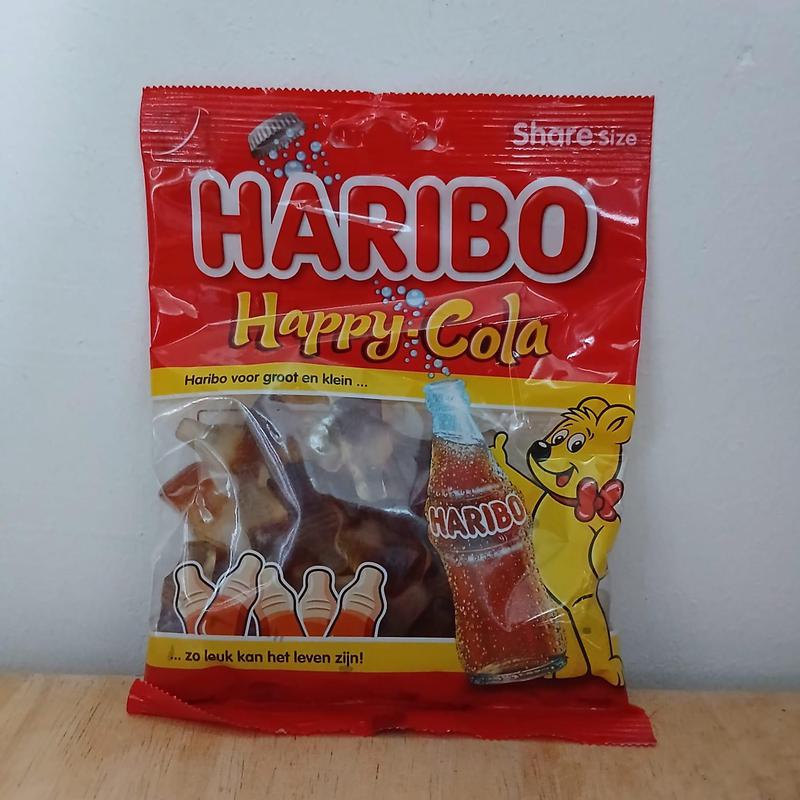 Share Size
HARIBO
Happy·Cola
Haribo voor groot en klein ...
HARIBO
... zo leuk kan het leven zijn!